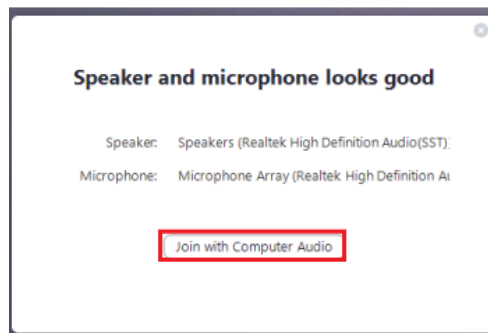 Speaker and microphone looks good
Speaker: Speakers (Realtek High Definition Audio(SST)
Microphone: Microphone Array (Realtek High Definition Au
Join with Computer Audio